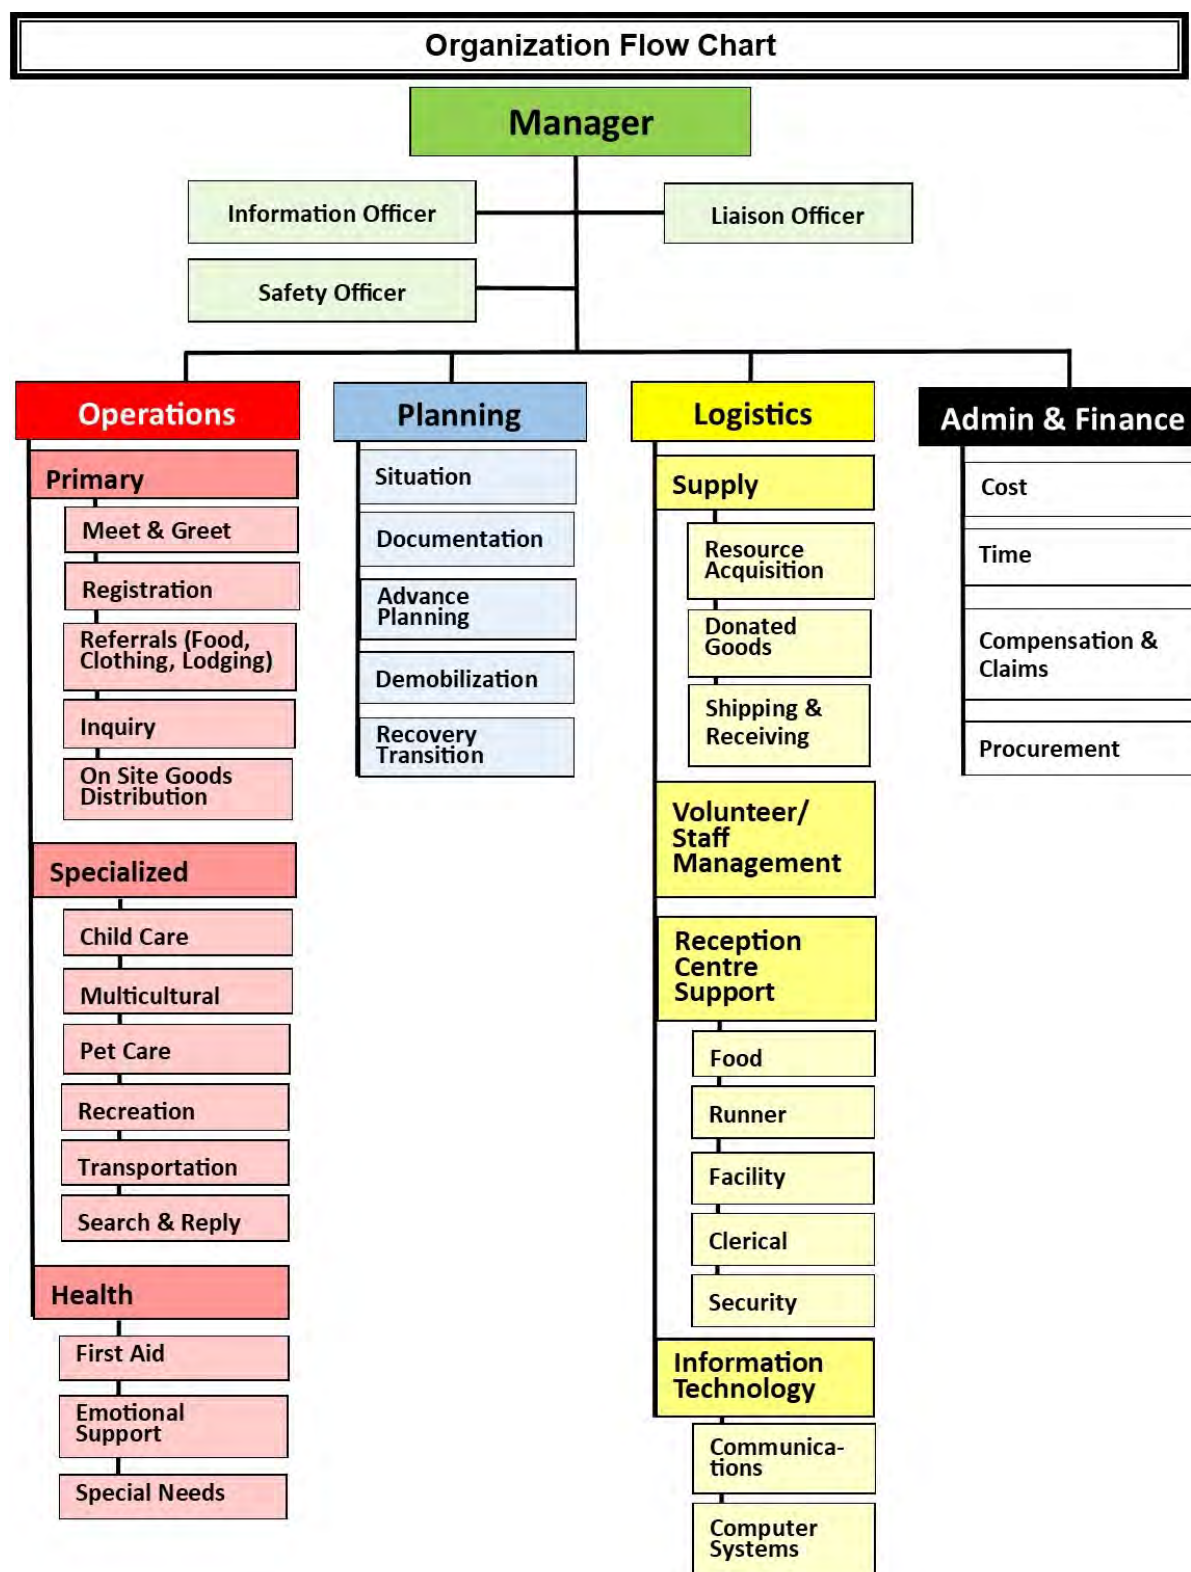 Organization Flow Chart
Manager
Information Officer
Liaison Officer
Safety Officer
Operations
Primary
Meet & Greet
Registration
Referrals (Food,
Clothing, Lodging)
Inquiry
On Site Goods
Distribution
Specialized
Child Care
Multicultural
Pet Care
Recreation
Transportation
Search & Reply
Health
First Aid
Emotional
Support
Special Needs
Planning
Situation
Documentation
Advance
Planning
Demobilization
Recovery
Transition
Logistics
Supply
Resource
Acquisition
Donated
Goods
Shipping &
Receiving
Volunteer/
Staff
Management
Reception
Centre
Support
Food
Runner
Facility
Clerical
Security
Information
Technology
Communica-
tions
Computer
Systems
Admin & Finance
Cost
Time
Compensation &
Claims
Procurement